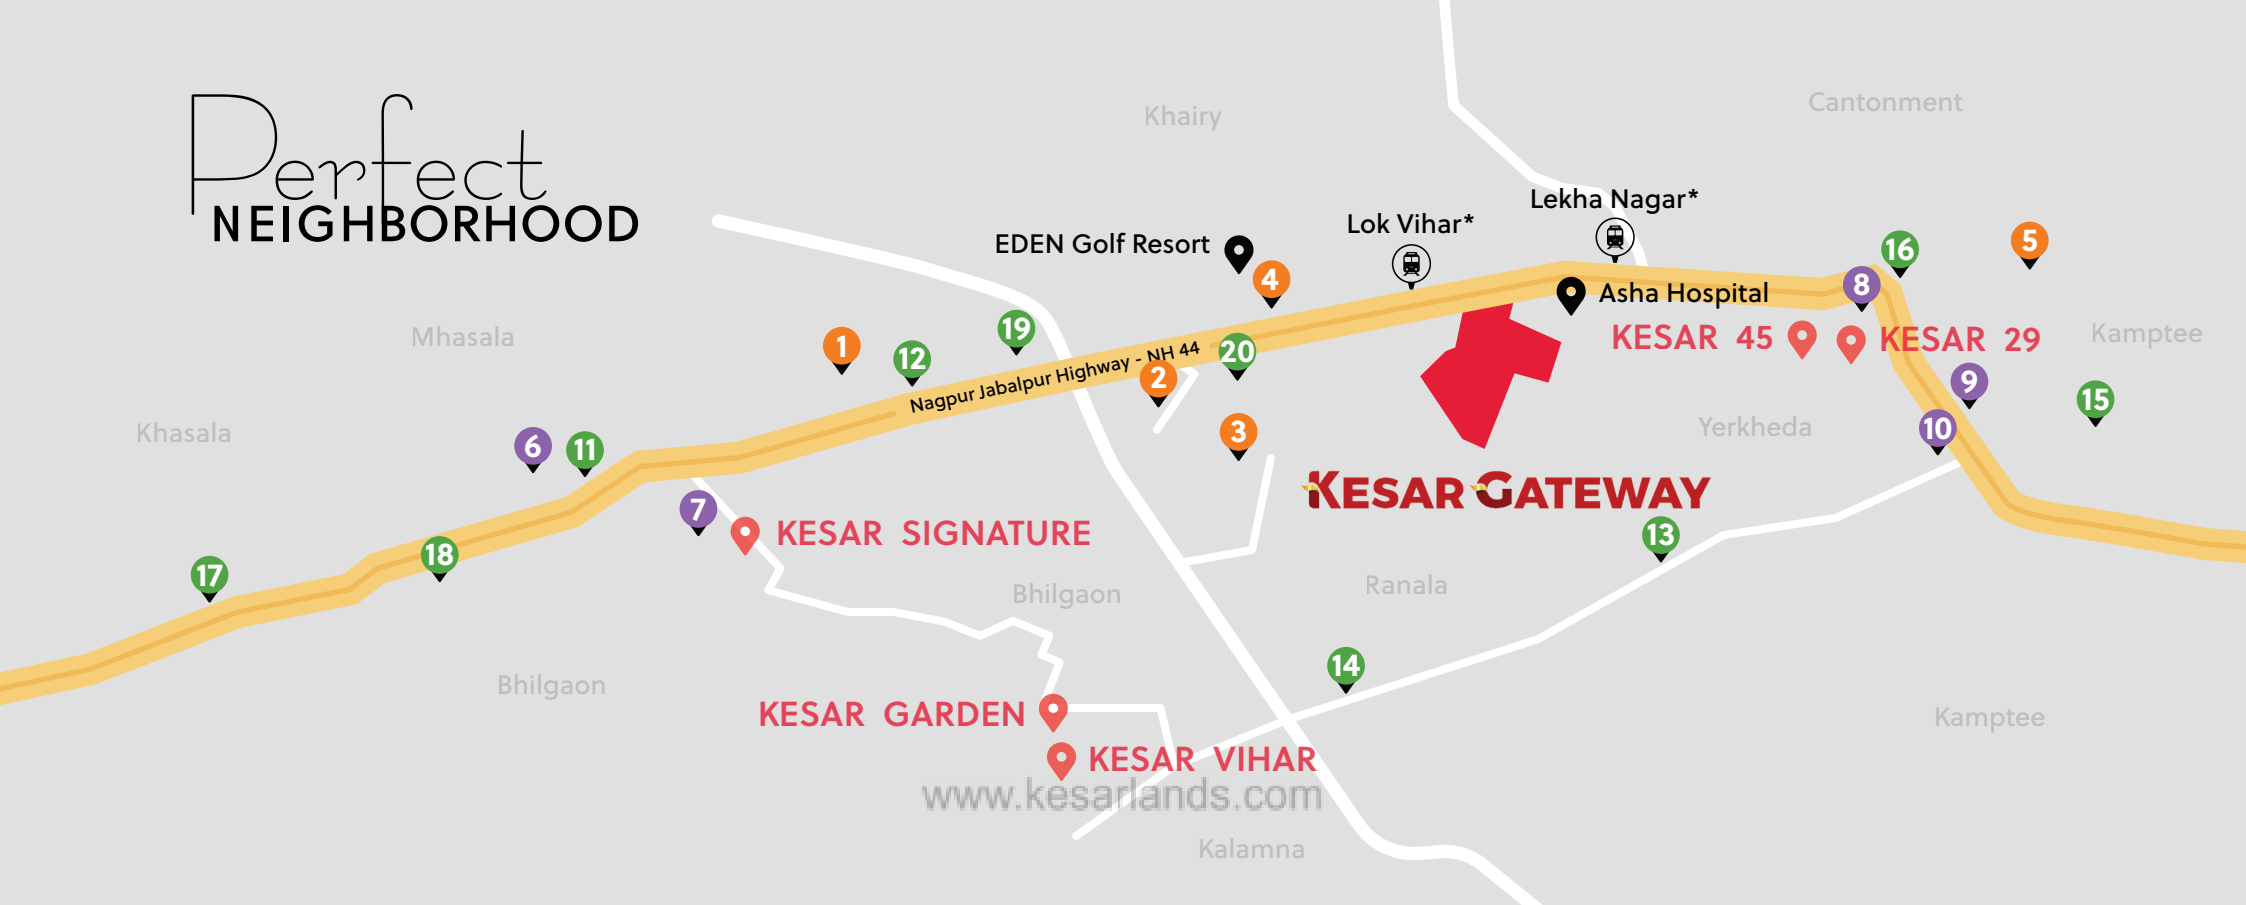 Perfect
NEIGHBORHOOD
Khairy
Cantonment
Lekha Nagar*
Lok Vihar*
EDEN Golf Resort
4
16
5
8
Asha Hospital
KESAR 45
KESAR 29
Kamptee
Mhasala
1
12
19
Nagpur Jabalpur Highway - NH 44
20
2
3
9
15
10
Yerkheda
Khasala
6
11
KESAR GATEWAY
7
KESAR SIGNATURE
13
17
18
Bhilgaon
Ranala
14
Bhilgaon
KESAR GARDEN
Kamptee
KESAR VIHAR
www.kesarlands.com
Kalamna